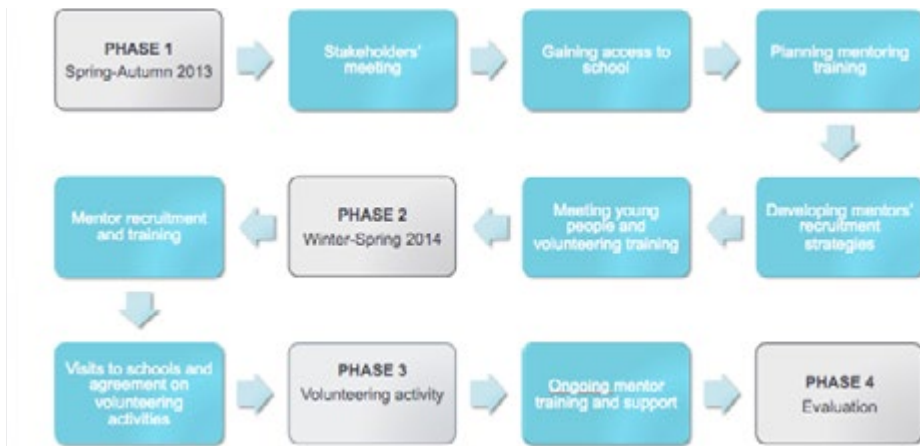 PHASE 1
Spring-Autumn 2013
Stakeholders'
meeting
Gaining access to
school
Planning mentoring
training
Developing mentors'
recruitment
strategies
Meeting young
people and
volunteering training
PHASE 2
Winter-Spring 2014
Mentor recruitment
and training
Visits to schools and
agreement on
volunteering
activities
PHASE 3
Volunteering activity
Ongoing mentor
training and support
PHASE 4
Evaluation